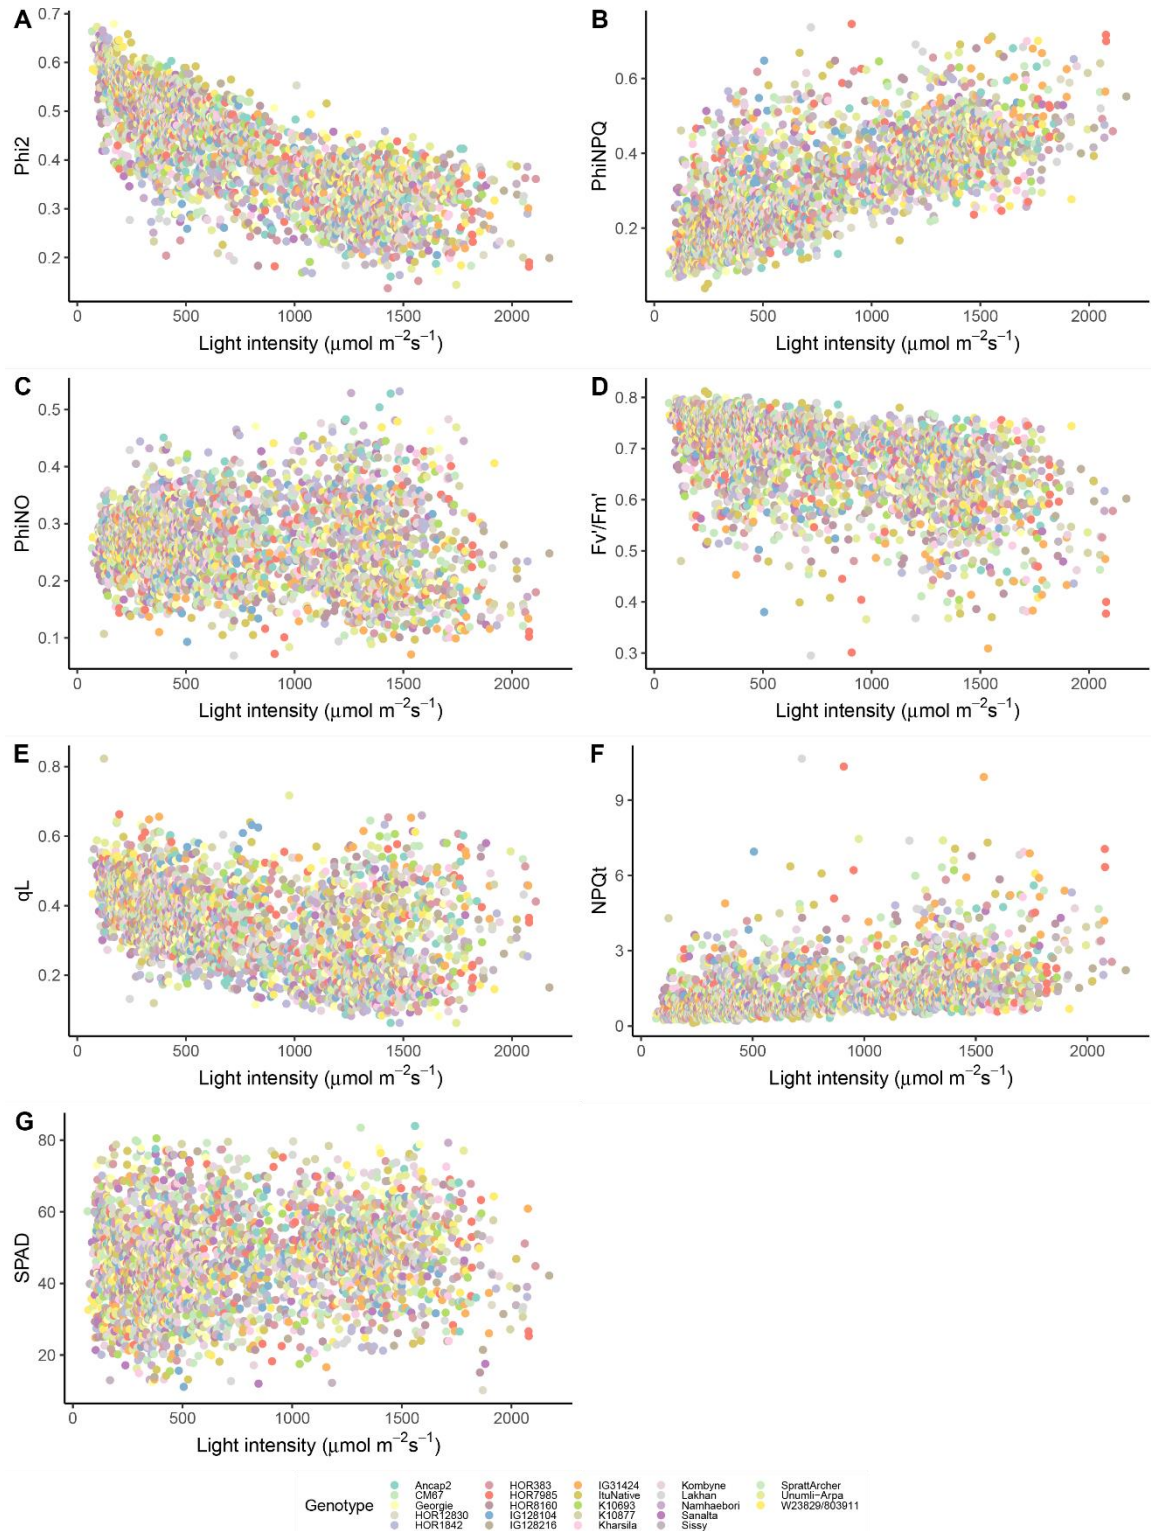 A
0.7
0.6
0.5
0.4
0.3
0.2
Phi2
0 500 1000 1500 2000
Light intensity (μmol m⁻²s⁻¹)
B
0.6
0.4
0.2
PhiNPQ
0 500 1000 1500 2000
Light intensity (μmol m⁻²s⁻¹)
C
0.5
0.4
0.3
0.2
0.1
PhiNO
0 500 1000 1500 2000
Light intensity (μmol m⁻²s⁻¹)
D
0.8
0.7
0.6
0.5
0.4
0.3
Fv'/Fm'
0 500 1000 1500 2000
Light intensity (μmol m⁻²s⁻¹)
E
0.8
0.6
0.4
0.2
qL
0 500 1000 1500 2000
Light intensity (μmol m⁻²s⁻¹)
F
9
6
3
0
NPQt
0 500 1000 1500 2000
Light intensity (μmol m⁻²s⁻¹)
G
80
60
40
20
SPAD
0 500 1000 1500 2000
Light intensity (μmol m⁻²s⁻¹)
Genotype
Ancap2
CM67
Georgie
HOR12830
HOR1842
HOR383
HOR7985
HOR8160
IG128104
IG128216
IG31424
ItuNative
K10693
K10877
Kharsila
Kombyne
Lakhan
Namhaebori
Sanalta
Sissy
SprattArcher
Unumli−Arpa
W23829/803911